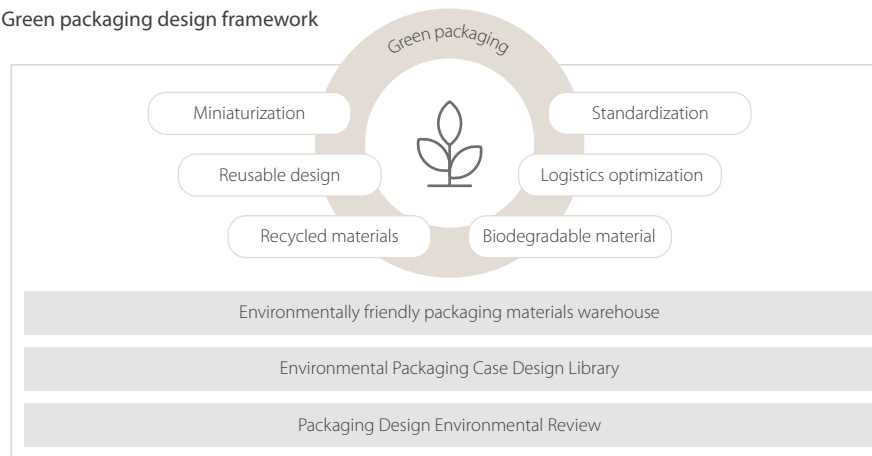 Green packaging design framework
Green packaging
Miniaturization
Standardization
Reusable design
Logistics optimization
Recycled materials
Biodegradable material
Environmentally friendly packaging materials warehouse
Environmental Packaging Case Design Library
Packaging Design Environmental Review